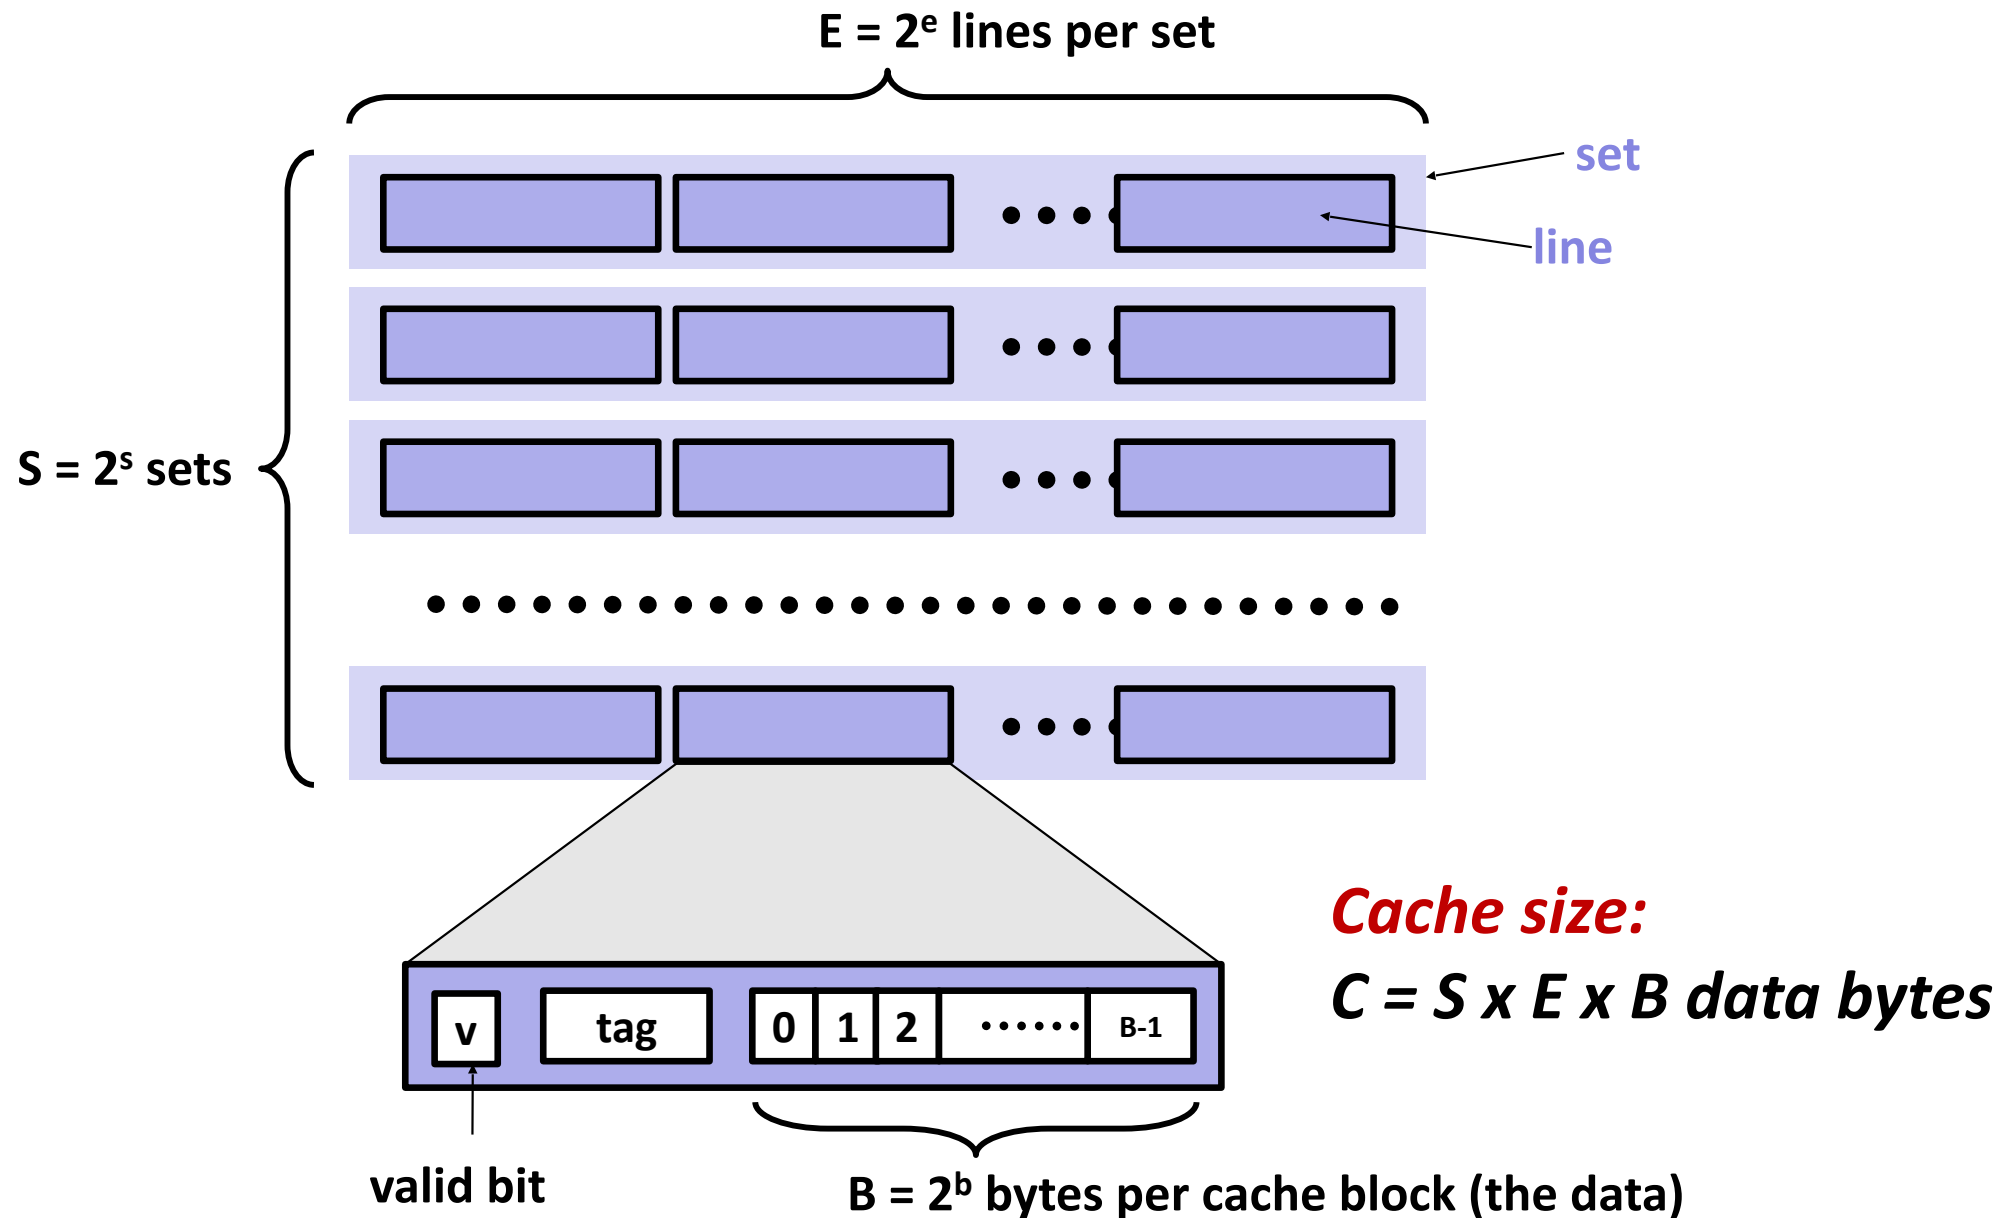 E = 2ᵉ lines per set
set
line
S = 2ˢ sets
Cache size:
C = S x E x B data bytes
v
tag
0
1
2
B-1
valid bit
B = 2ᵇ bytes per cache block (the data)